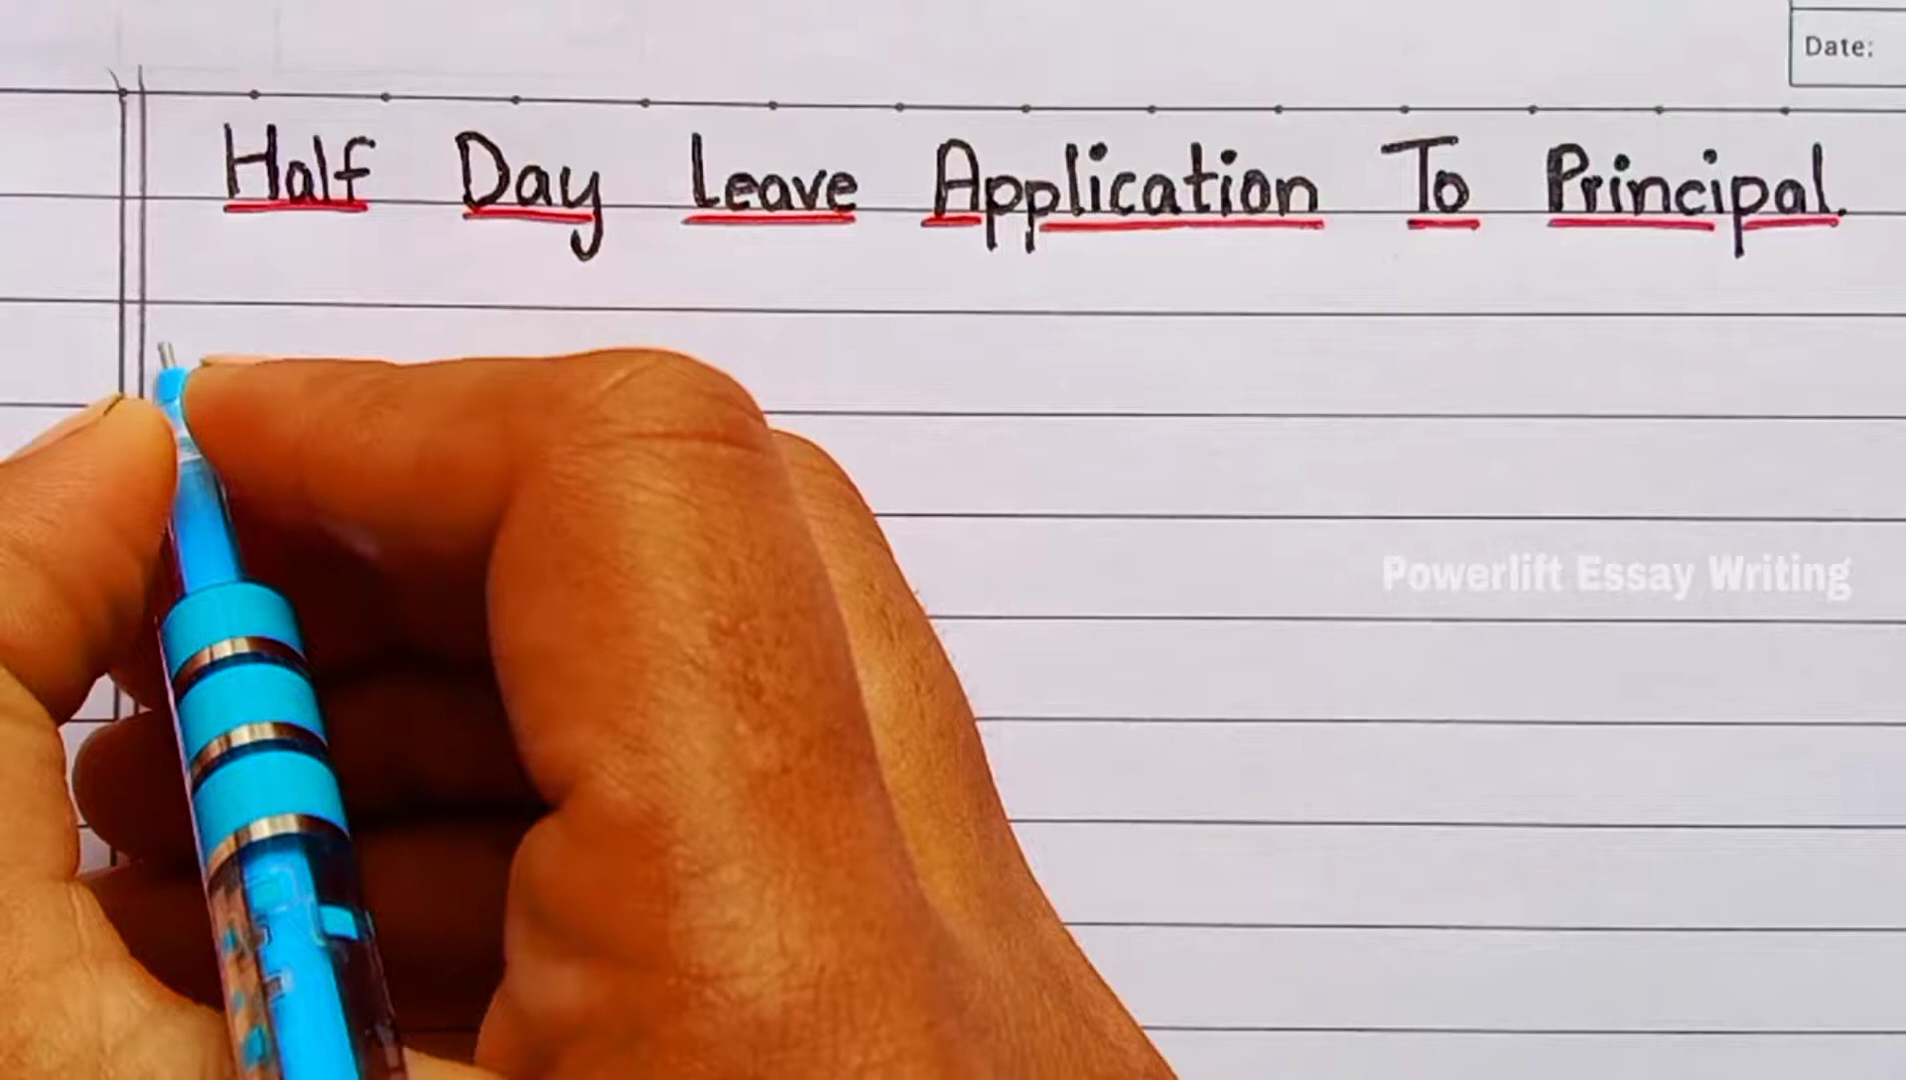 Date:
Half Day Leave Application To Principal.
Powerlift Essay Writing